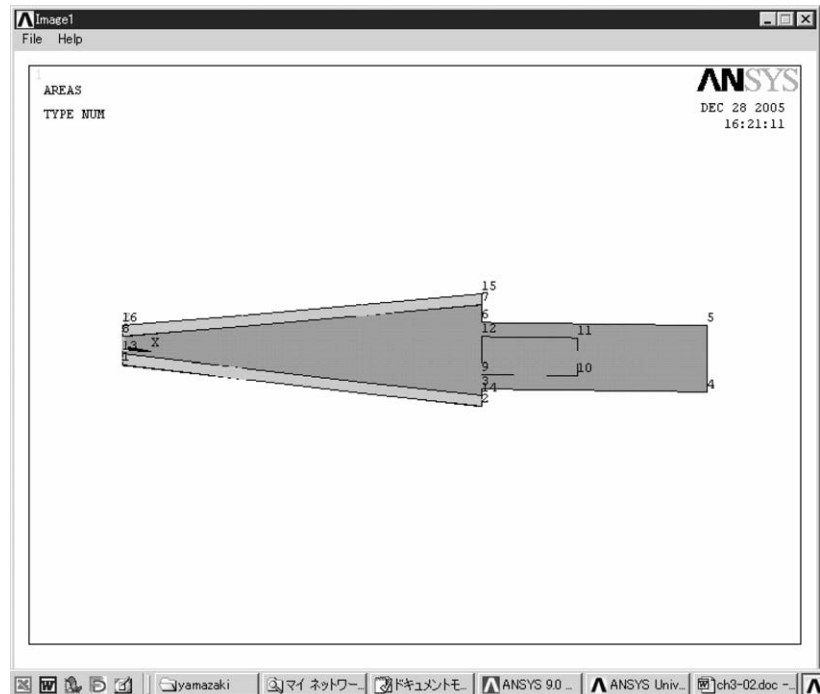 Image1
File Help
1
AREAS
TYPE NUM
ANSYS
DEC 28 2005
16:21:11
16
8
13
X
1
15
7
6
12
11
5
9
10
3
14
2
4
yamazaki
マイ ネットワー...
ドキュメントモ...
ANSYS 9.0 ...
ANSYS Univ...
ch3-02.doc -...